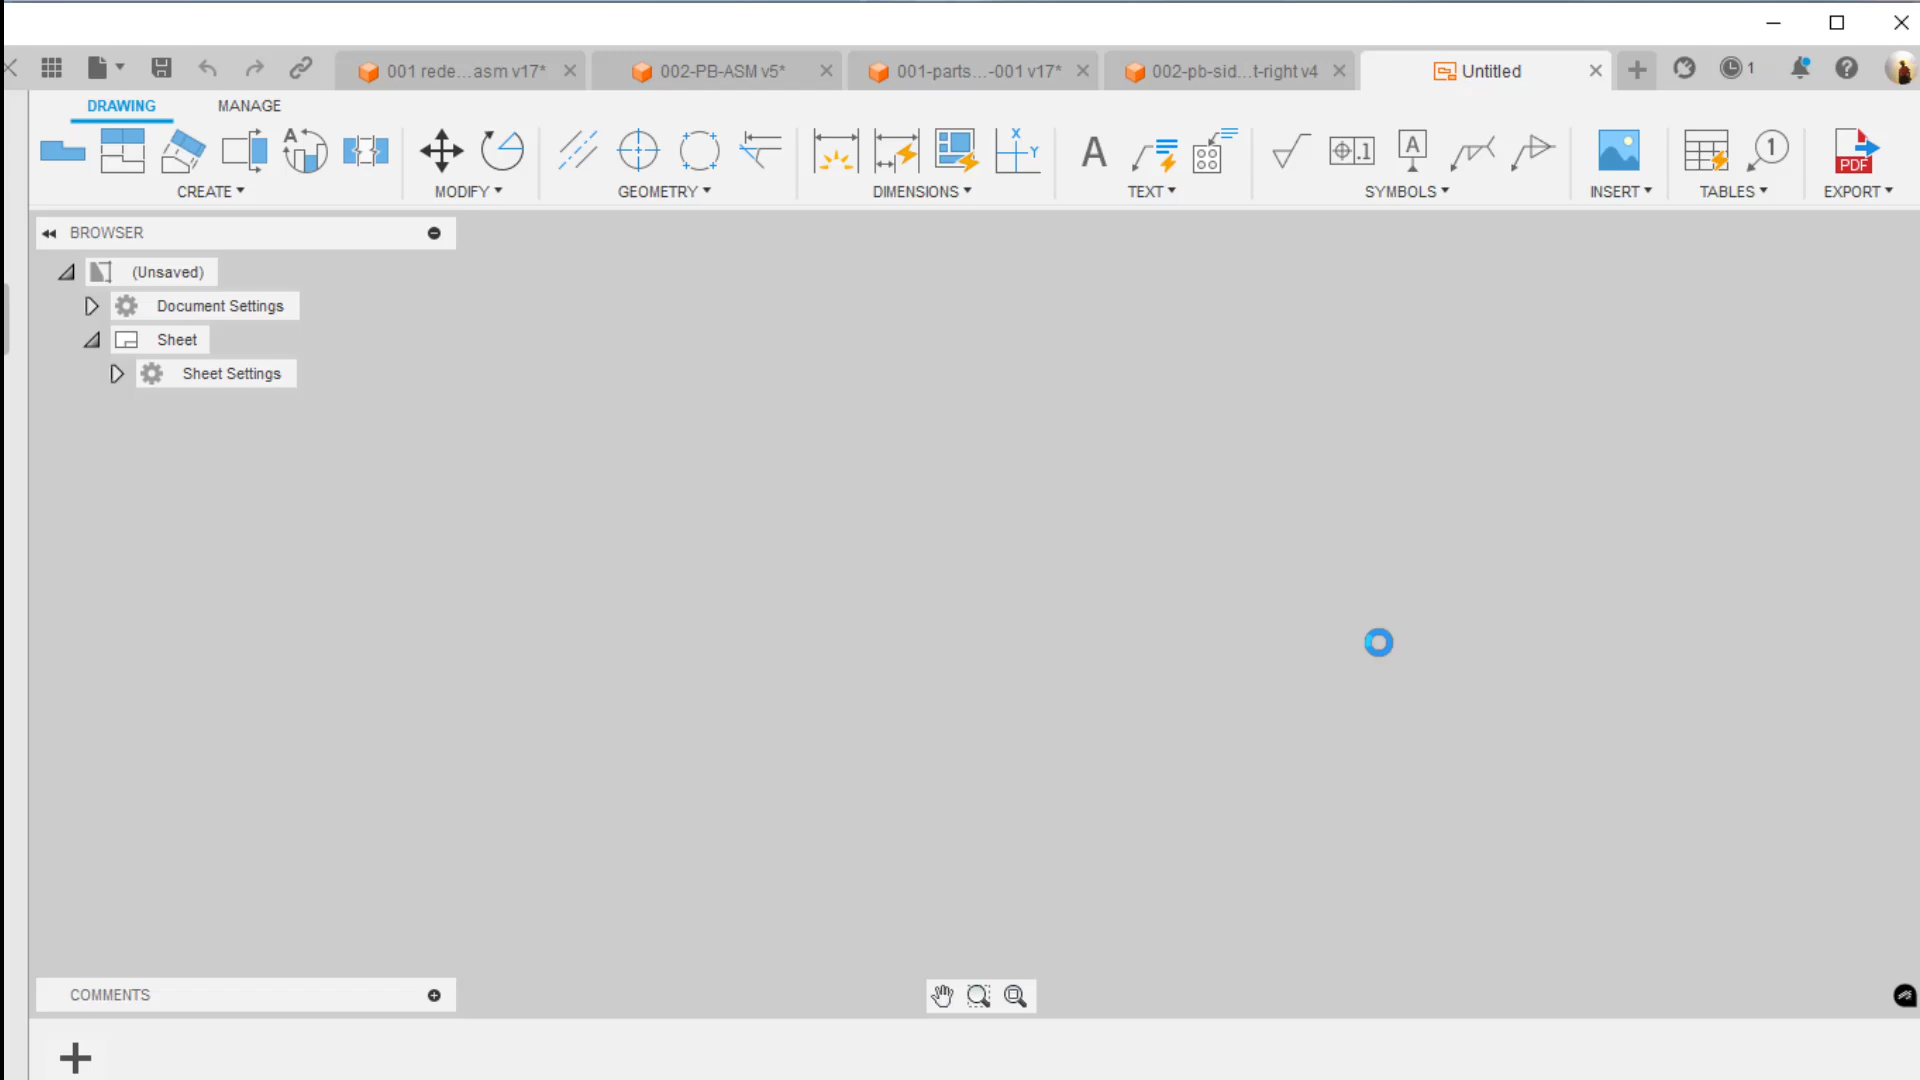 001 rede...asm v17*
002-PB-ASM v5*
001-parts...-001 v17*
002-pb-sid...t-right v4
Untitled
1
DRAWING
MANAGE
A
X
Y
A
.1
A
1
PDF
CREATE
MODIFY
GEOMETRY
DIMENSIONS
TEXT
SYMBOLS
INSERT
TABLES
EXPORT
BROWSER
(Unsaved)
Document Settings
Sheet
Sheet Settings
COMMENTS